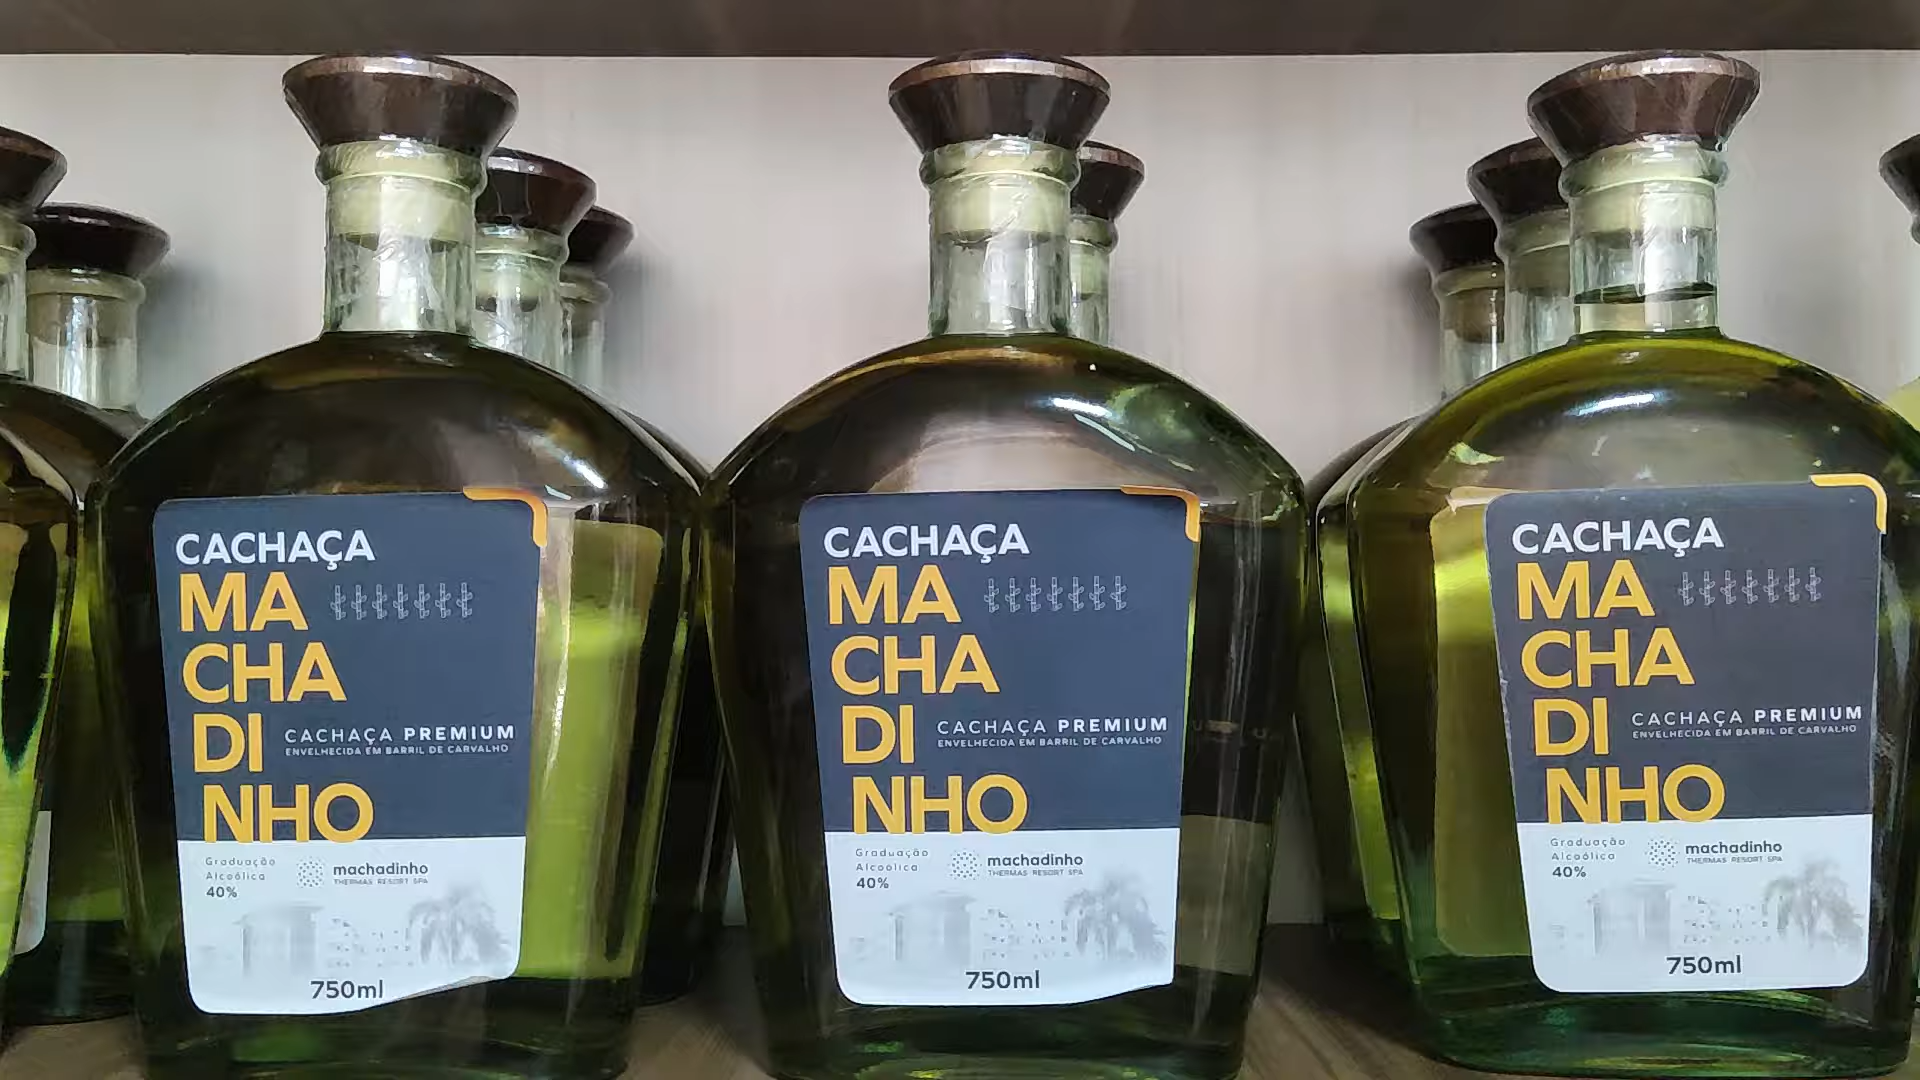 CACHAÇA
MA
CHA
DI
NHO
CACHAÇA PREMIUM
ENVELHECIDA EM BARRIL DE CARVALHO
Graduação
Alcoólica
40%
machadinho
THERMAS RESORT SPA
750ml
CACHAÇA
MA
CHA
DI
NHO
CACHAÇA PREMIUM
ENVELHECIDA EM BARRIL DE CARVALHO
Graduação
Alcoólica
40%
machadinho
THERMAS RESORT SPA
750ml
CACHAÇA
MA
CHA
DI
NHO
CACHAÇA PREMIUM
ENVELHECIDA EM BARRIL DE CARVALHO
Graduação
Alcoólica
40%
machadinho
THERMAS RESORT SPA
750ml